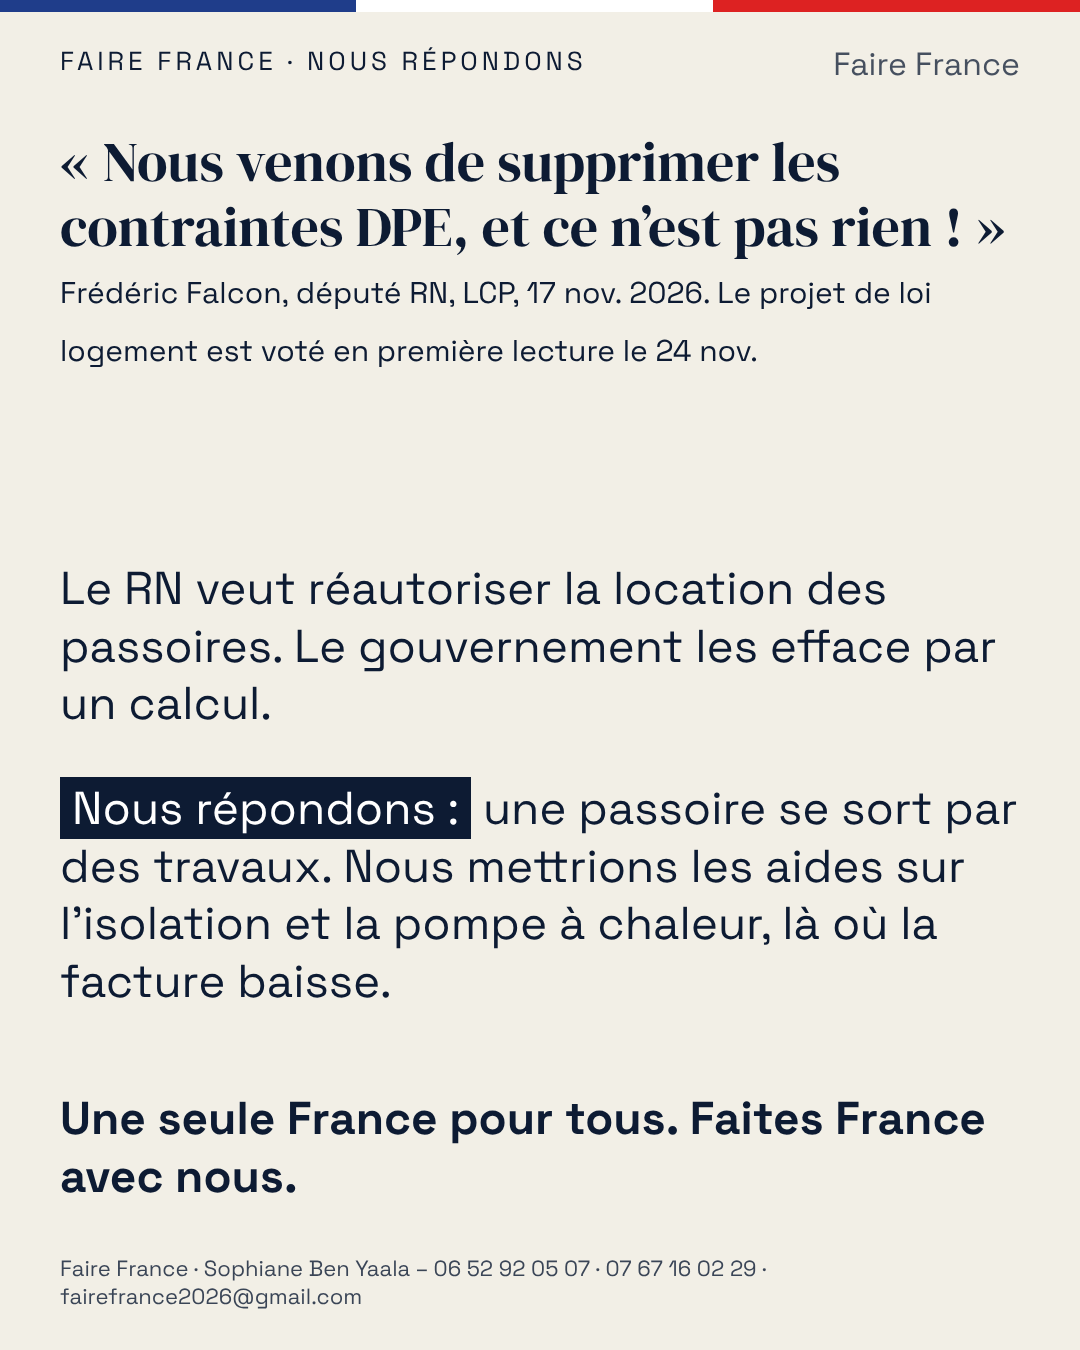 FAIRE FRANCE · NOUS RÉPONDONS
Faire France
« Nous venons de supprimer les
contraintes DPE, et ce n’est pas rien ! »
Frédéric Falcon, député RN, LCP, 17 nov. 2026. Le projet de loi
logement est voté en première lecture le 24 nov.
Le RN veut réautoriser la location des
passoires. Le gouvernement les efface par
un calcul.
Nous répondons : une passoire se sort par
des travaux. Nous mettrions les aides sur
l’isolation et la pompe à chaleur, là où la
facture baisse.
Une seule France pour tous. Faites France
avec nous.
Faire France · Sophiane Ben Yaala – 06 52 92 05 07 · 07 67 16 02 29 ·
fairefrance2026@gmail.com